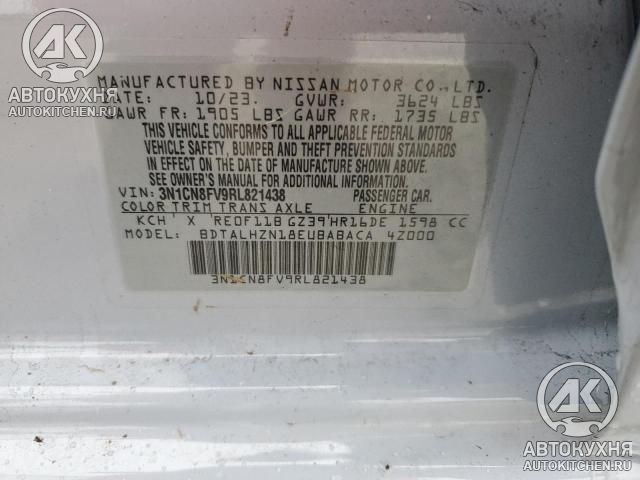 AK
АВТОКУХНЯ
AUTOKITCHEN.RU
MANUFACTURED BY NISSAN MOTOR CO., LTD.
DATE: 10/23. GVWR: 3624 LBS
GAWR FR: 1905 LBS GAWR RR: 1735 LBS
THIS VEHICLE CONFORMS TO ALL APPLICABLE FEDERAL MOTOR
VEHICLE SAFETY, BUMPER AND THEFT PREVENTION STANDARDS
IN EFFECT ON THE DATE OF MANUFACTURE SHOWN ABOVE.
SEE OWNER'S MANUAL FOR ADDITIONAL INFORMATION.
VIN: 3N1CN8FV9RL821438 PASSENGER CAR.
COLOR TRIM TRANS AXLE ENGINE
KCH X RE0F11B GZ39 HR16DE 1598 CC
MODEL: BDTALHZN18EUBABACA 4Z000
3N1CN8FV9RL821438
AK
АВТОКУХНЯ
AUTOKITCHEN.RU